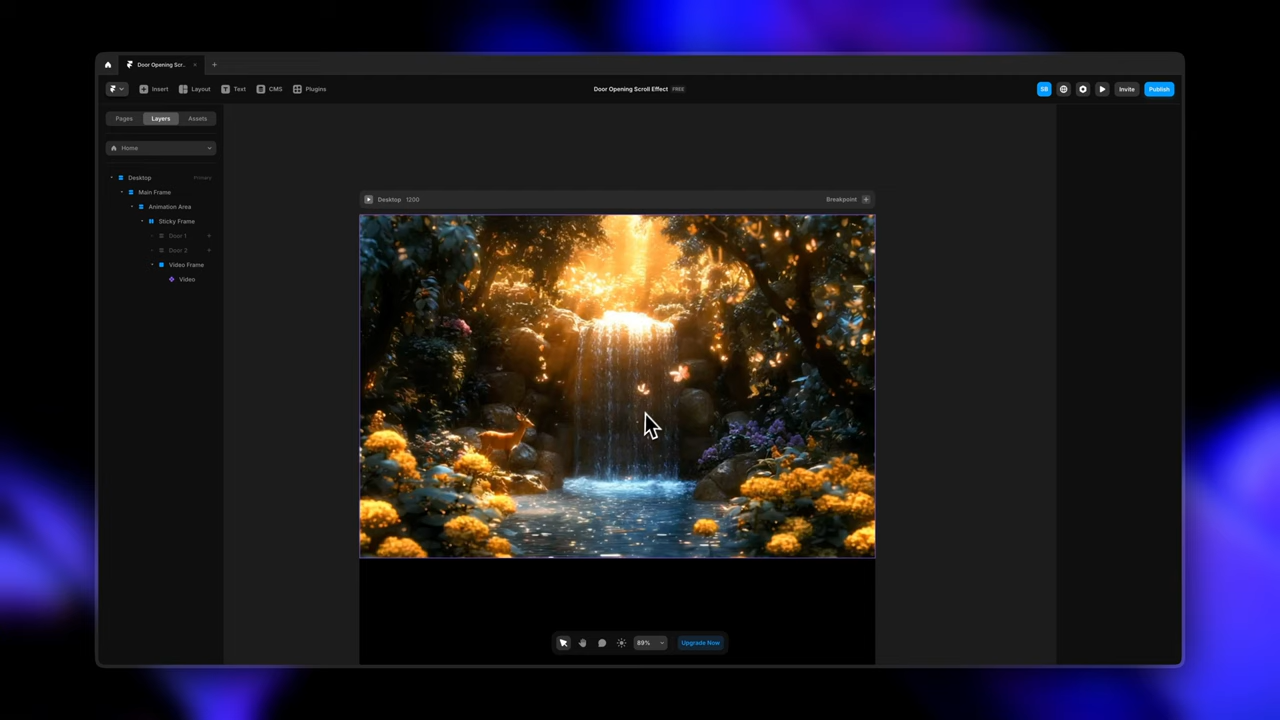 Door Opening Scr..
Insert
Layout
Text
CMS
Plugins
Door Opening Scroll Effect FREE
SB
Invite
Publish
Pages
Layers
Assets
Home
Desktop
Primary
Main Frame
Animation Area
Sticky Frame
Door 1
Door 2
Video Frame
Video
Desktop 1200
Breakpoint
89%
Upgrade Now